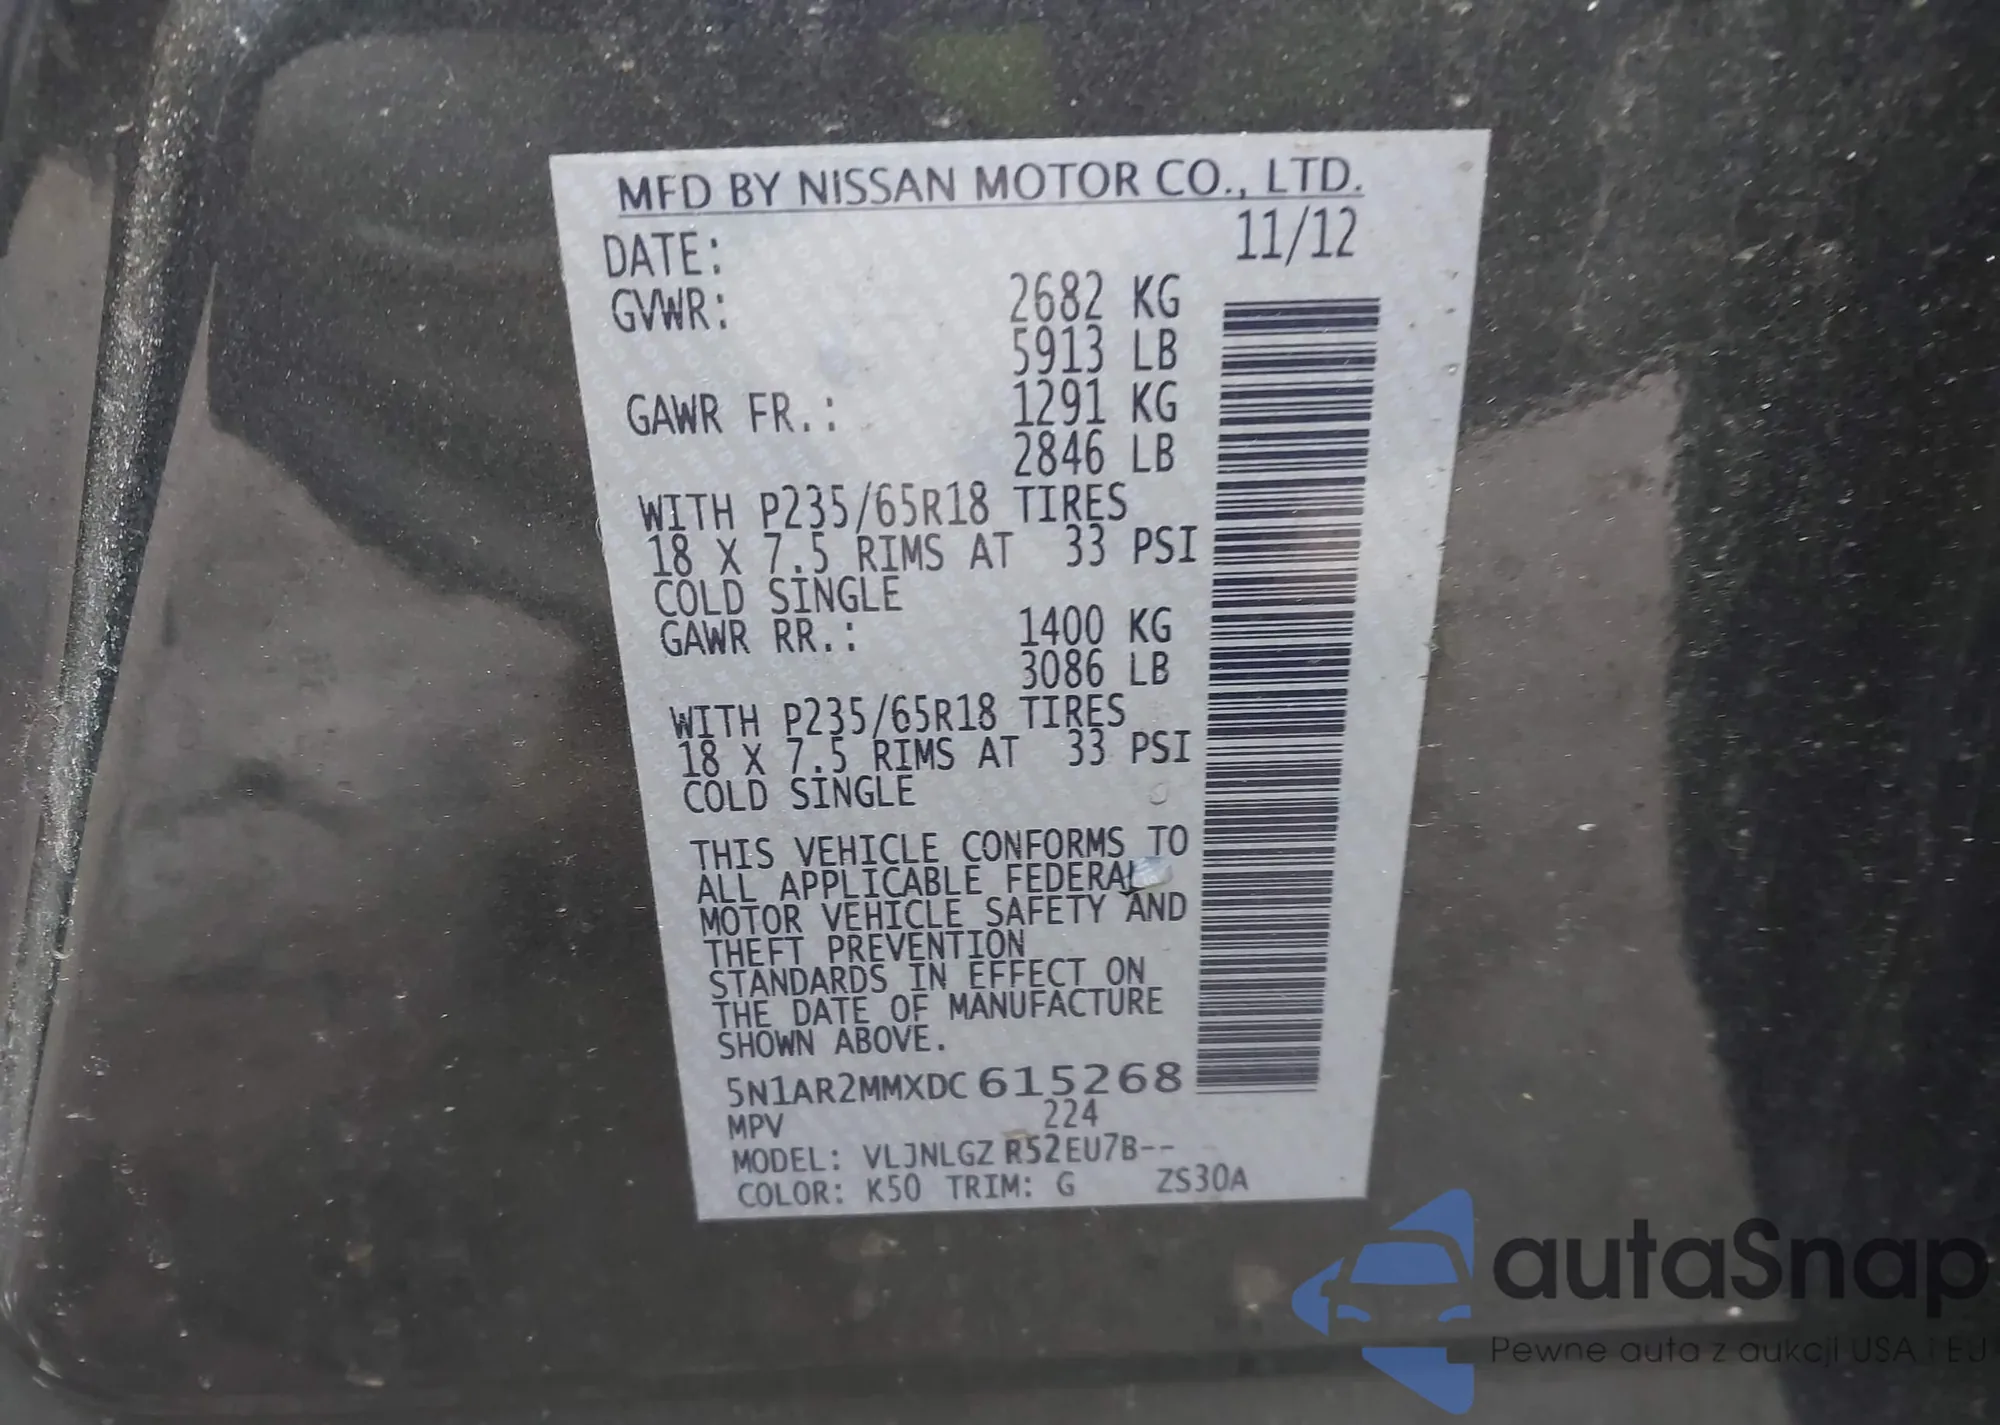 MFD BY NISSAN MOTOR CO., LTD.
DATE: 11/12
GVWR: 2682 KG
5913 LB
GAWR FR.: 1291 KG
2846 LB
WITH P235/65R18 TIRES
18 X 7.5 RIMS AT 33 PSI
COLD SINGLE
GAWR RR.: 1400 KG
3086 LB
WITH P235/65R18 TIRES
18 X 7.5 RIMS AT 33 PSI
COLD SINGLE
THIS VEHICLE CONFORMS TO
ALL APPLICABLE FEDERAL
MOTOR VEHICLE SAFETY AND
THEFT PREVENTION
STANDARDS IN EFFECT ON
THE DATE OF MANUFACTURE
SHOWN ABOVE.
5N1AR2MMXDC615268
MPV 224
MODEL: VLJNLGZ R52EU7B--
COLOR: K50 TRIM: G ZS30A
autaSnap
Pewne auta z aukcji USA i EU